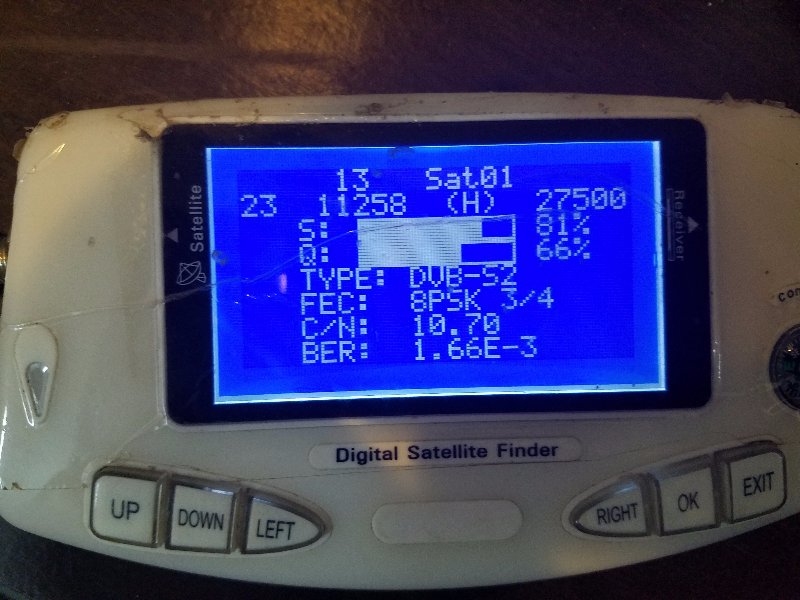 13 Sat01
23 11258 (H) 27500
S: 81%
Q: 66%
TYPE: DVB-S2
FEC: 8PSK 3/4
C/N: 10.70
BER: 1.66E-3
Satellite
Receiver
Com
Digital Satellite Finder
UP DOWN LEFT RIGHT OK EXIT